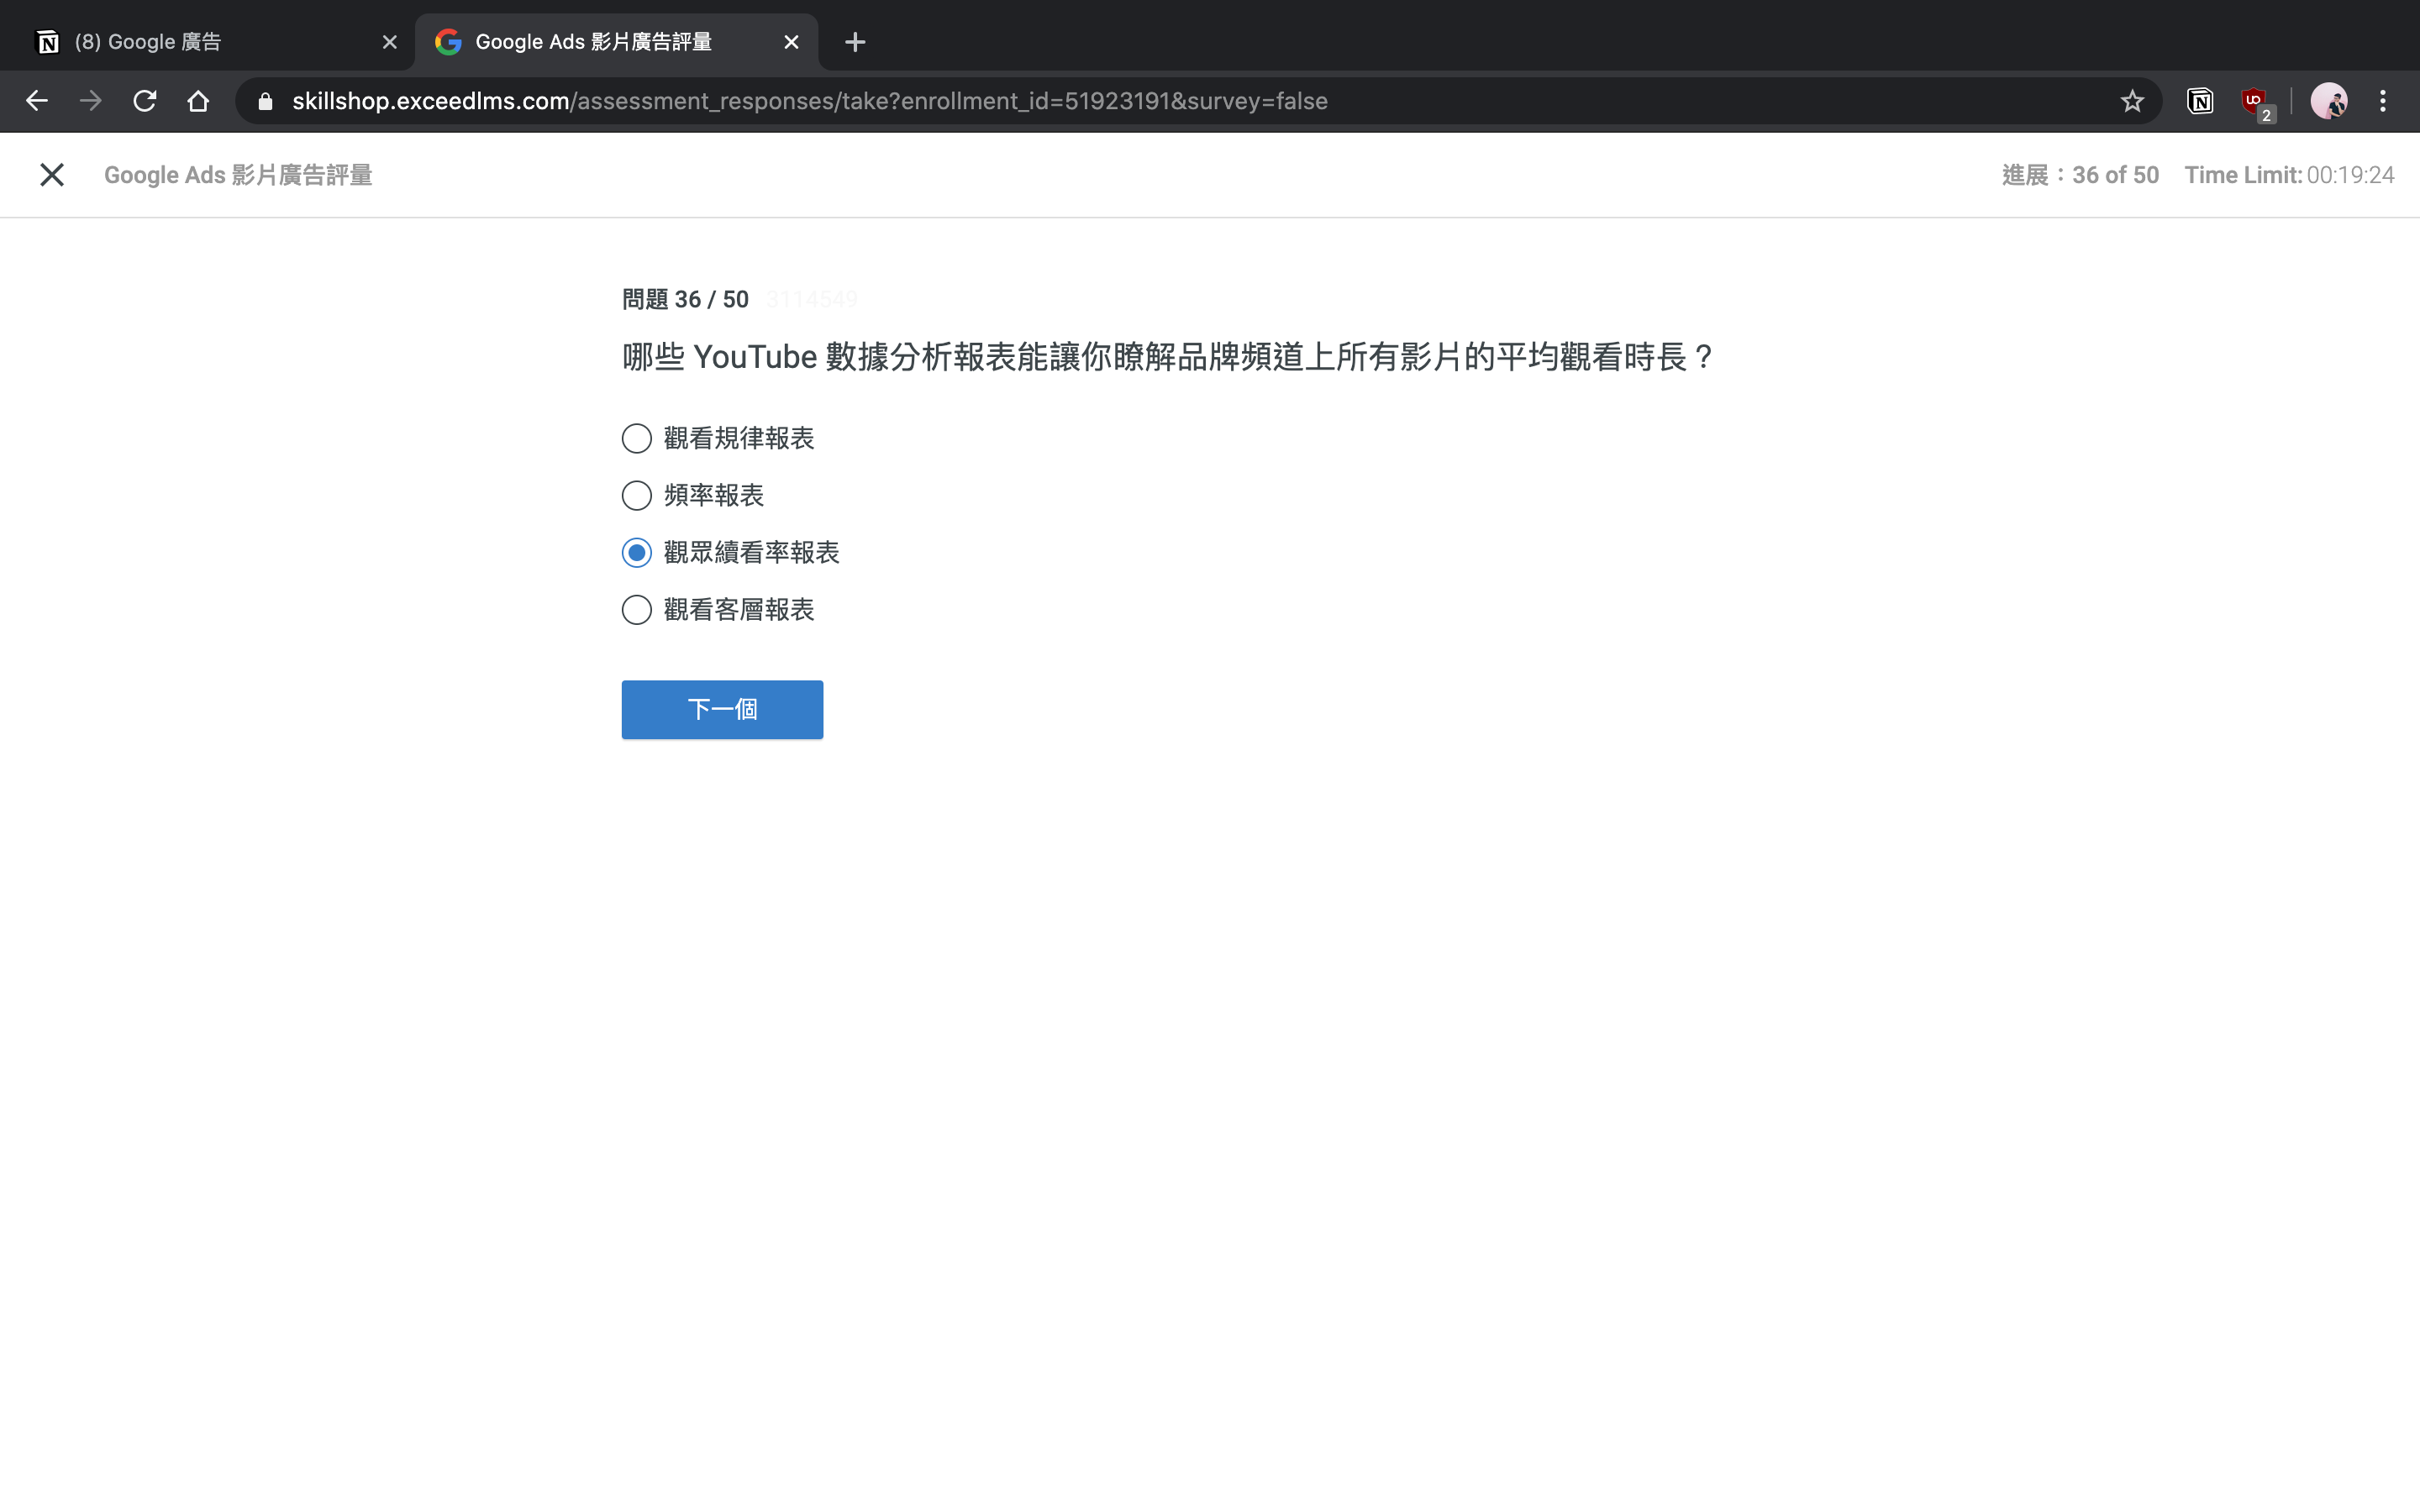 (8) Google 廣告
Google Ads 影片廣告評量
skillshop.exceedlms.com/assessment_responses/take?enrollment_id=51923191&survey=false
2
Google Ads 影片廣告評量
進展：36 of 50 Time Limit: 00:19:24
問題 36 / 50 3114549
哪些 YouTube 數據分析報表能讓你瞭解品牌頻道上所有影片的平均觀看時長？
觀看規律報表
頻率報表
觀眾續看率報表
觀看客層報表
下一個